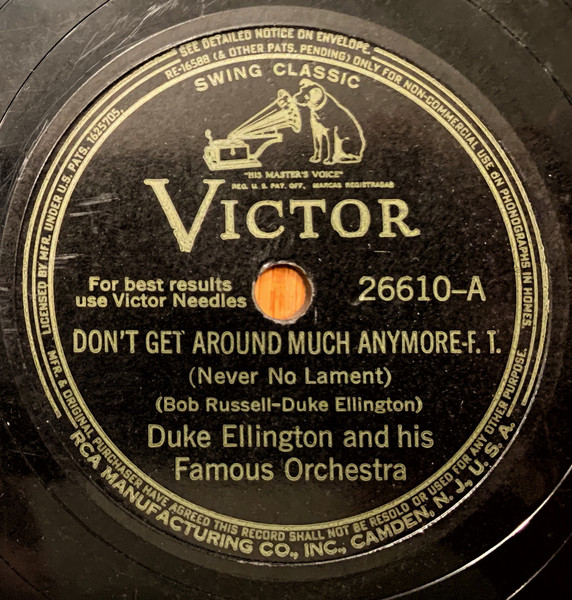 SEE DETAILED NOTICE ON ENVELOPE.
RE-16588 (& OTHER PATS. PENDING) ONLY FOR NON-COMMERCIAL USE ON PHONOGRAPHS IN HOMES.
SWING CLASSIC
"HIS MASTER'S VOICE"
REG. U. S. PAT. OFF. MARCAS REGISTRADAS
VICTOR
For best results
use Victor Needles
26610-A
DON'T GET AROUND MUCH ANYMORE-F. T.
(Never No Lament)
(Bob Russell-Duke Ellington)
Duke Ellington and his
Famous Orchestra
LICENSED BY MFR. UNDER U.S. PATS. 1625705.
MFR. & ORIGINAL PURCHASER HAVE AGREED THIS RECORD SHALL NOT BE RESOLD OR USED FOR ANY OTHER PURPOSE.
RCA MANUFACTURING CO., INC., CAMDEN, N. J., U. S. A.